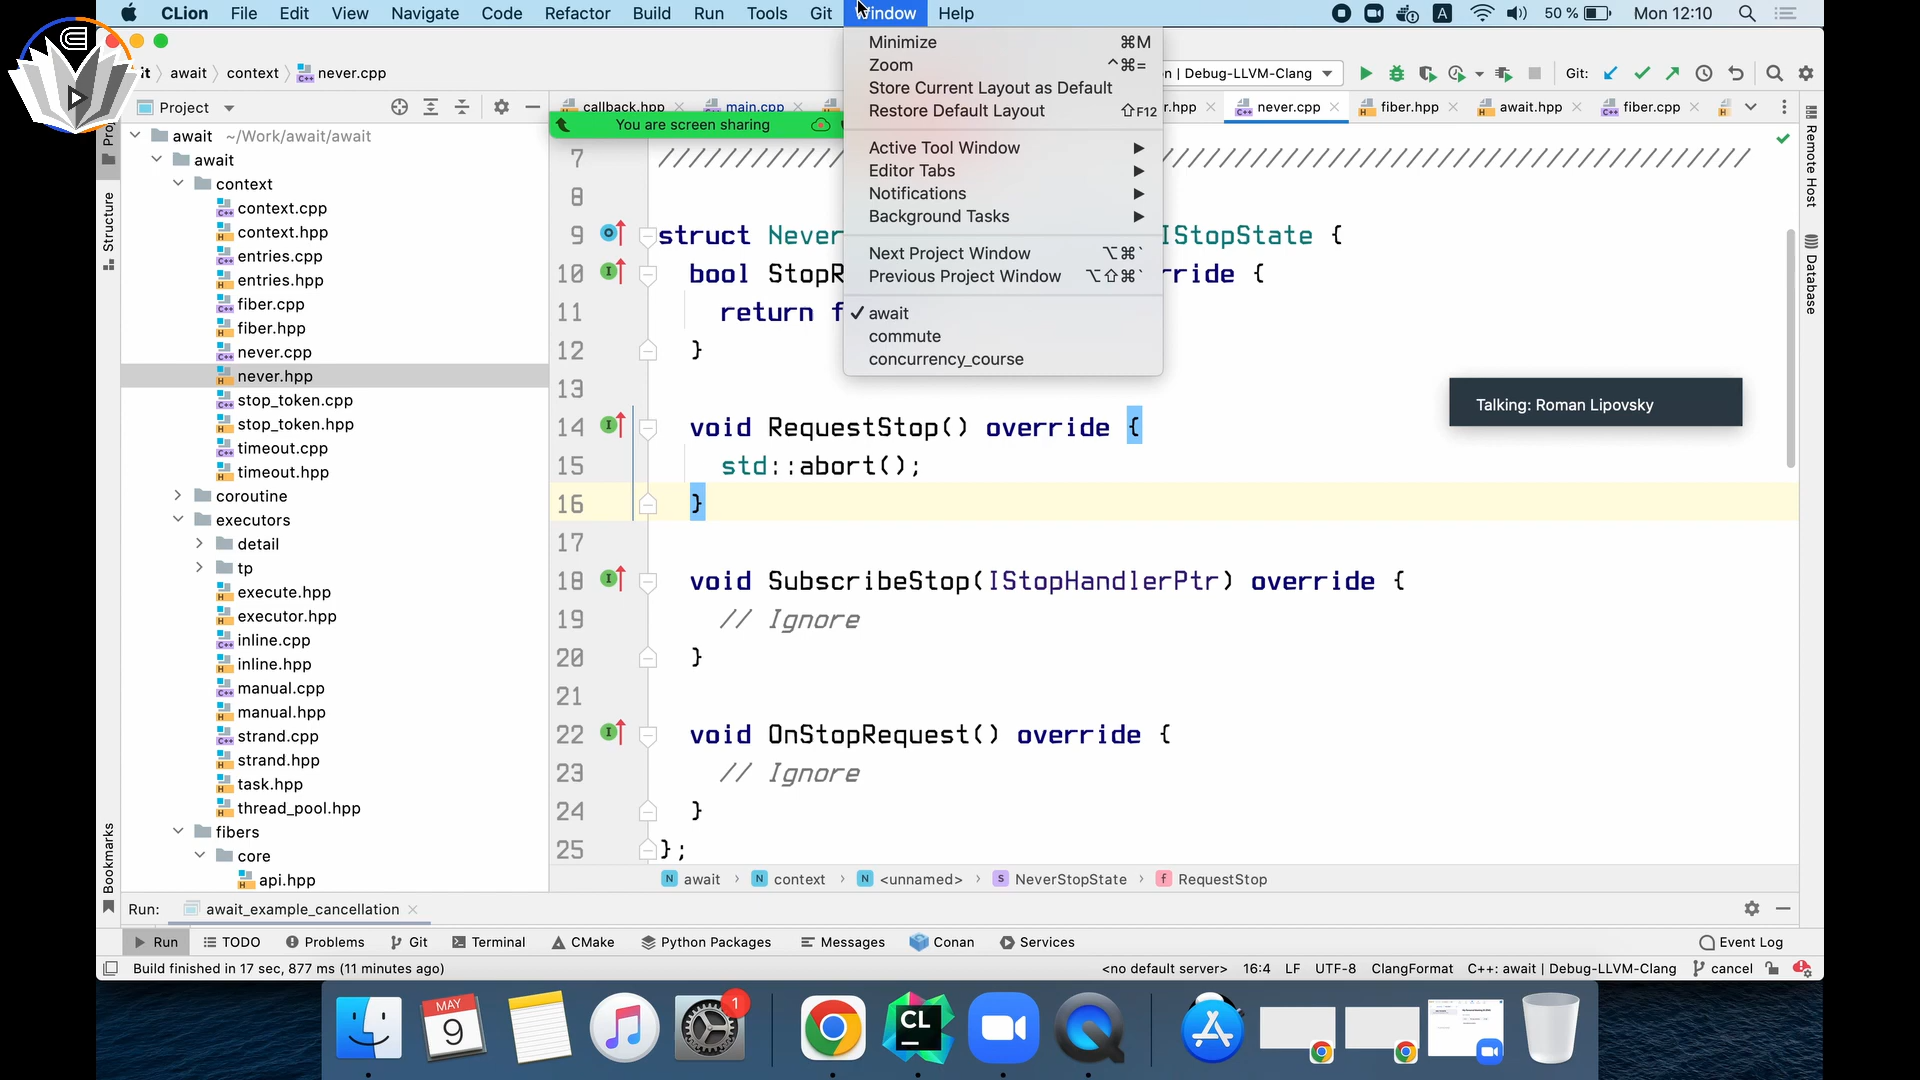 CLion File Edit View Navigate Code Refactor Build Run Tools Git Window Help
A 50 % Mon 12:10
await context never.cpp
| Debug-LLVM-Clang Git:
Project
callback.hpp main.cpp never.cpp fiber.hpp await.hpp fiber.cpp
You are screen sharing
Minimize ⌘M
Zoom ^⌘=
Store Current Layout as Default
Restore Default Layout ⇧F12
Active Tool Window
Editor Tabs
Notifications
Background Tasks
Next Project Window ⌥⌘`
Previous Project Window ⌥⇧⌘`
✓ await
commute
concurrency_course
await ~/Work/await/await
await
context
context.cpp
context.hpp
entries.cpp
entries.hpp
fiber.cpp
fiber.hpp
never.cpp
never.hpp
stop_token.cpp
stop_token.hpp
timeout.cpp
timeout.hpp
coroutine
executors
detail
tp
execute.hpp
executor.hpp
inline.cpp
inline.hpp
manual.cpp
manual.hpp
strand.cpp
strand.hpp
task.hpp
thread_pool.hpp
fibers
core
api.hpp
Structure
Bookmarks
Remote Host
Database
7 //////////// //////////////////////////////////////
8
9 struct Never IStopState {
10 bool StopR rride {
11 return f
12 }
13
14 void RequestStop() override {
15 std::abort();
16 }
17
18 void SubscribeStop(IStopHandlerPtr) override {
19 // Ignore
20 }
21
22 void OnStopRequest() override {
23 // Ignore
24 }
25 };
Talking: Roman Lipovsky
N await N context N <unnamed> S NeverStopState f RequestStop
Run: await_example_cancellation
Run TODO Problems Git Terminal CMake Python Packages Messages Conan Services Event Log
Build finished in 17 sec, 877 ms (11 minutes ago) <no default server> 16:4 LF UTF-8 ClangFormat C++: await | Debug-LLVM-Clang cancel
MAY
9
1
CL